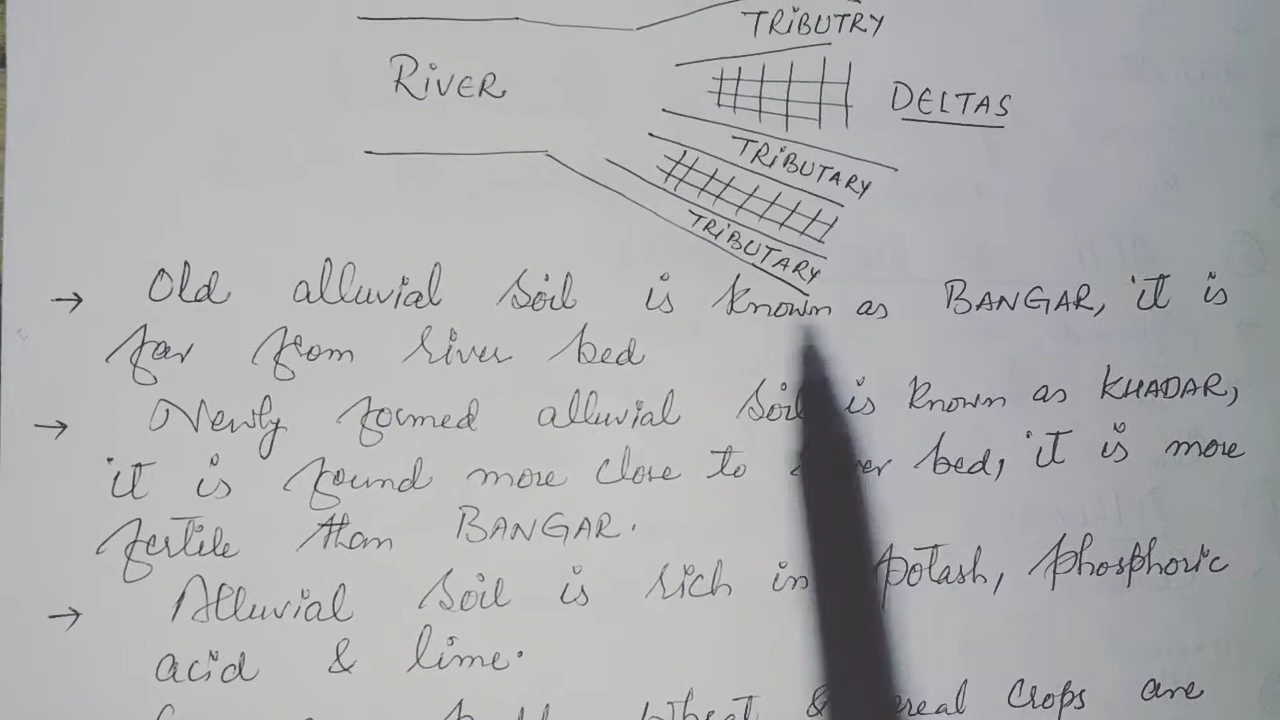 TRIBUTRY
RIVER
DELTAS
TRIBUTARY
TRIBUTARY
→ Old alluvial soil is known as BANGAR, it is
far from river bed
→ Newly formed alluvial soil is known as KHADAR,
it is found more close to bed, it is more
fertile than BANGAR.
→ Alluvial soil is rich in potash, phosphoric
acid & lime.
& crops are